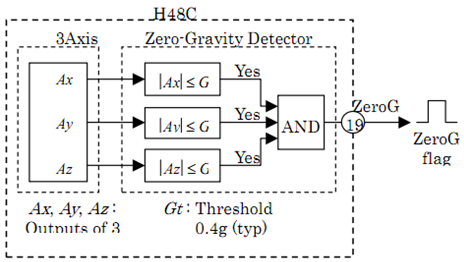 H48C
3Axis
Zero-Gravity Detector
Ax
|Ax| ≤ G
Yes
Ay
|Ay| ≤ G
Yes
AND
19
ZeroG
Az
|Az| ≤ G
Yes
ZeroG
flag
Ax, Ay, Az :
Outputs of 3
Gt : Threshold
0.4g (typ)